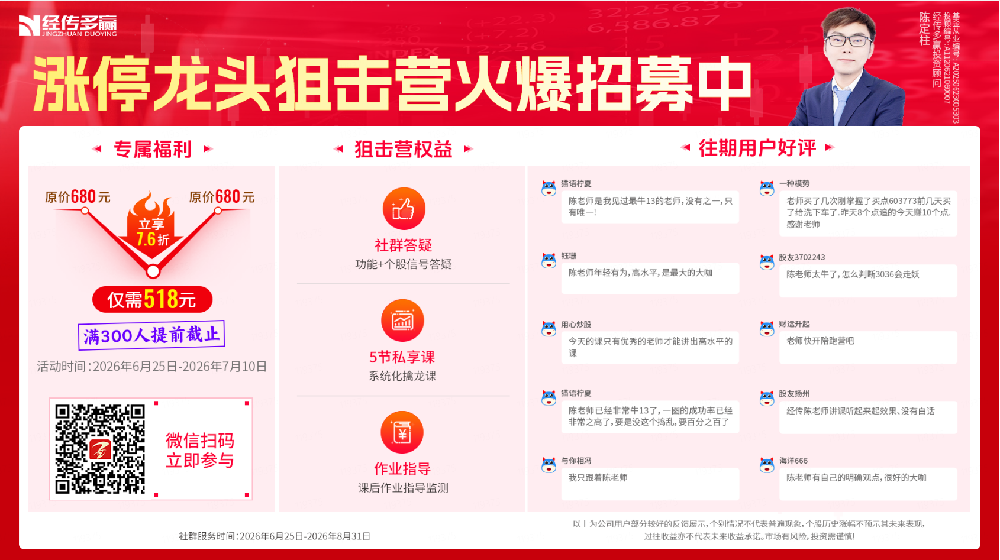 经传多赢
JINGZHUAN DUOYING
涨停龙头狙击营火爆招募中
陈定柱
经传多赢投资顾问
投顾编号:A1120621060007
基金从业编号:A20250623005303
32,256.36
6,586.87
专属福利
原价680元
原价680元
立享
7.6折
仅需518元
满300人提前截止
活动时间:2026年6月25日-2026年7月10日
微信扫码
立即参与
狙击营权益
社群答疑
功能+个股信号答疑
5节私享课
系统化擒龙课
作业指导
课后作业指导监测
社群服务时间:2026年6月25日-2026年8月31日
往期用户好评
猫语柠夏
陈老师是我见过最牛13的老师,没有之一,只
有唯一!
一种模势
老师买了几次刚掌握了买点603773前几天买
了给洗下车了.昨天8个点追的今天赚10个点.
感谢老师
钰珊
陈老师年轻有为,高水平,是最大的大咖
股友3702243
陈老师太牛了,怎么判断3036会走妖
用心炒股
今天的课只有优秀的老师才能讲出高水平的
课
财运升起
老师快开陪跑营吧
猫语柠夏
陈老师已经非常牛13了,一图的成功率已经
非常之高了,要是没这个捣乱,要百分之百了
股友扬州
经传陈老师讲课听起来起效果、没有白话
与你相冯
我只跟着陈老师
海洋666
陈老师有自己的明确观点,很好的大咖
以上为公司用户部分较好的反馈展示,个别情况不代表普遍现象,个股历史涨幅不预示其未来表现,
过往收益亦不代表未来收益承诺。市场有风险,投资需谨慎!